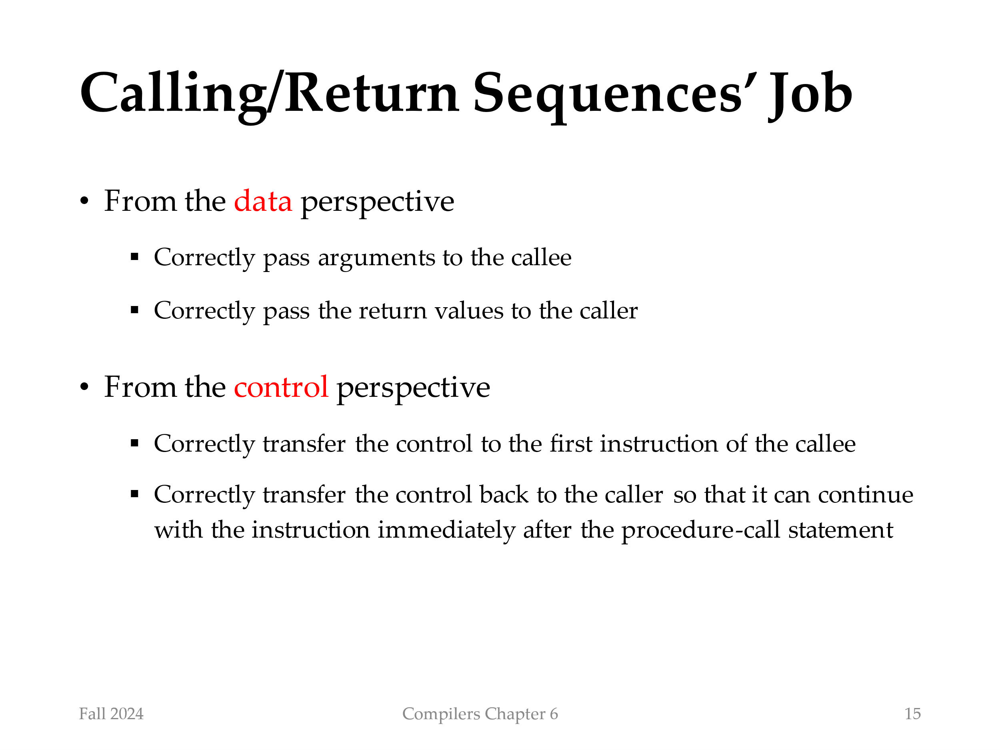 Calling/Return Sequences’ Job
• From the data perspective
▪ Correctly pass arguments to the callee
▪ Correctly pass the return values to the caller
• From the control perspective
▪ Correctly transfer the control to the first instruction of the callee
▪ Correctly transfer the control back to the caller so that it can continue
with the instruction immediately after the procedure-call statement
Fall 2024
Compilers Chapter 6
15